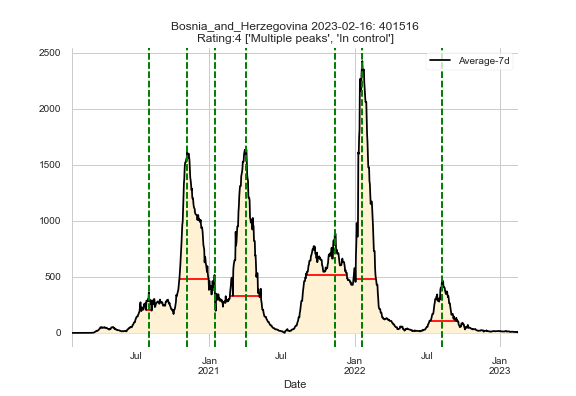 Bosnia_and_Herzegovina 2023-02-16: 401516
Rating:4 ['Multiple peaks', 'In control']
Average-7d
2500
2000
1500
1000
500
0
Jul
Jan
2021
Jul
Jan
2022
Jul
Jan
2023
Date